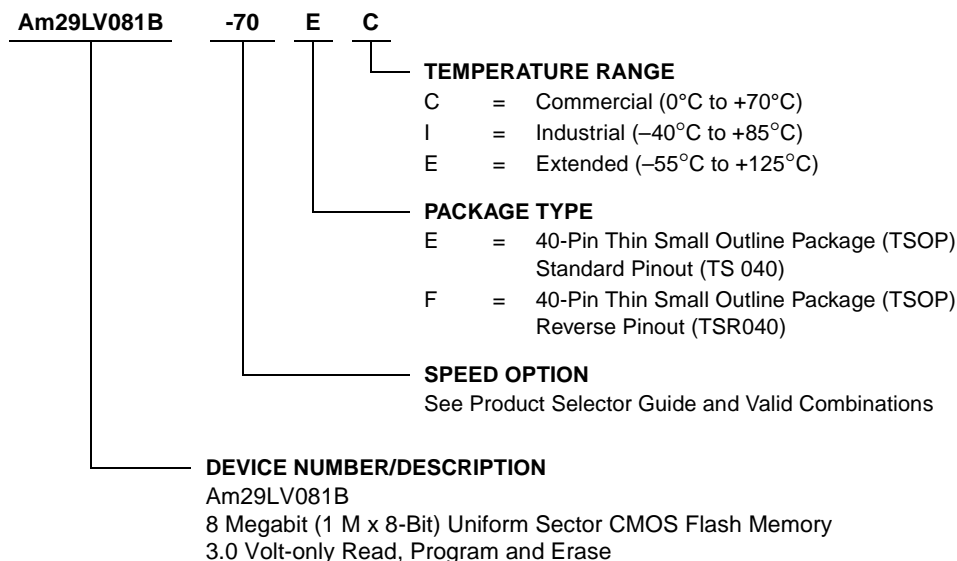 Am29LV081B -70 E C
TEMPERATURE RANGE
C = Commercial (0°C to +70°C)
I = Industrial (–40°C to +85°C)
E = Extended (–55°C to +125°C)
PACKAGE TYPE
E = 40-Pin Thin Small Outline Package (TSOP)
Standard Pinout (TS 040)
F = 40-Pin Thin Small Outline Package (TSOP)
Reverse Pinout (TSR040)
SPEED OPTION
See Product Selector Guide and Valid Combinations
DEVICE NUMBER/DESCRIPTION
Am29LV081B
8 Megabit (1 M x 8-Bit) Uniform Sector CMOS Flash Memory
3.0 Volt-only Read, Program and Erase